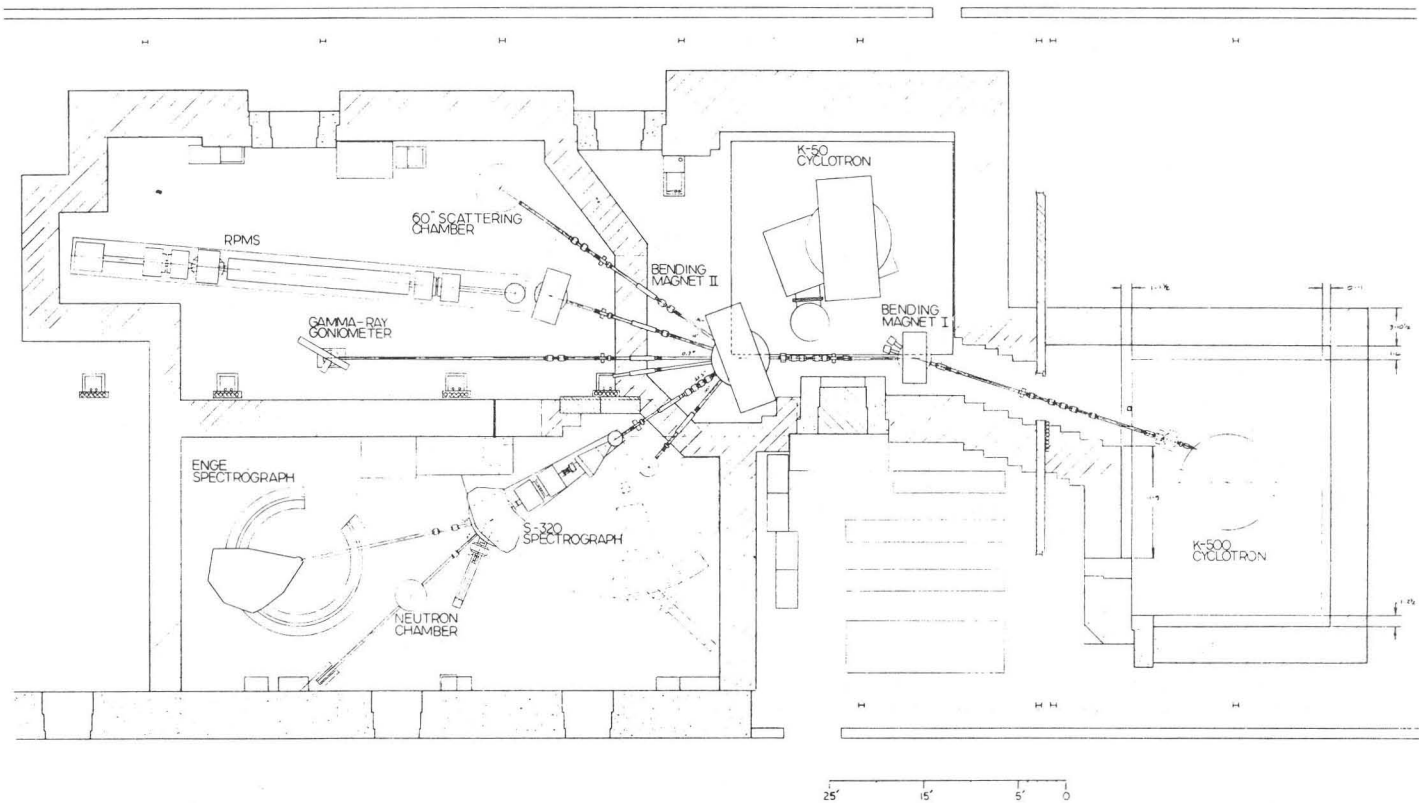 K-50
CYCLOTRON
60" SCATTERING
CHAMBER
RPMS
BENDING
MAGNET II
GAMMA-RAY
GONIOMETER
BENDING
MAGNET I
ENGE
SPECTROGRAPH
S-320
SPECTROGRAPH
NEUTRON
CHAMBER
K-500
CYCLOTRON
25' 15' 5' 0